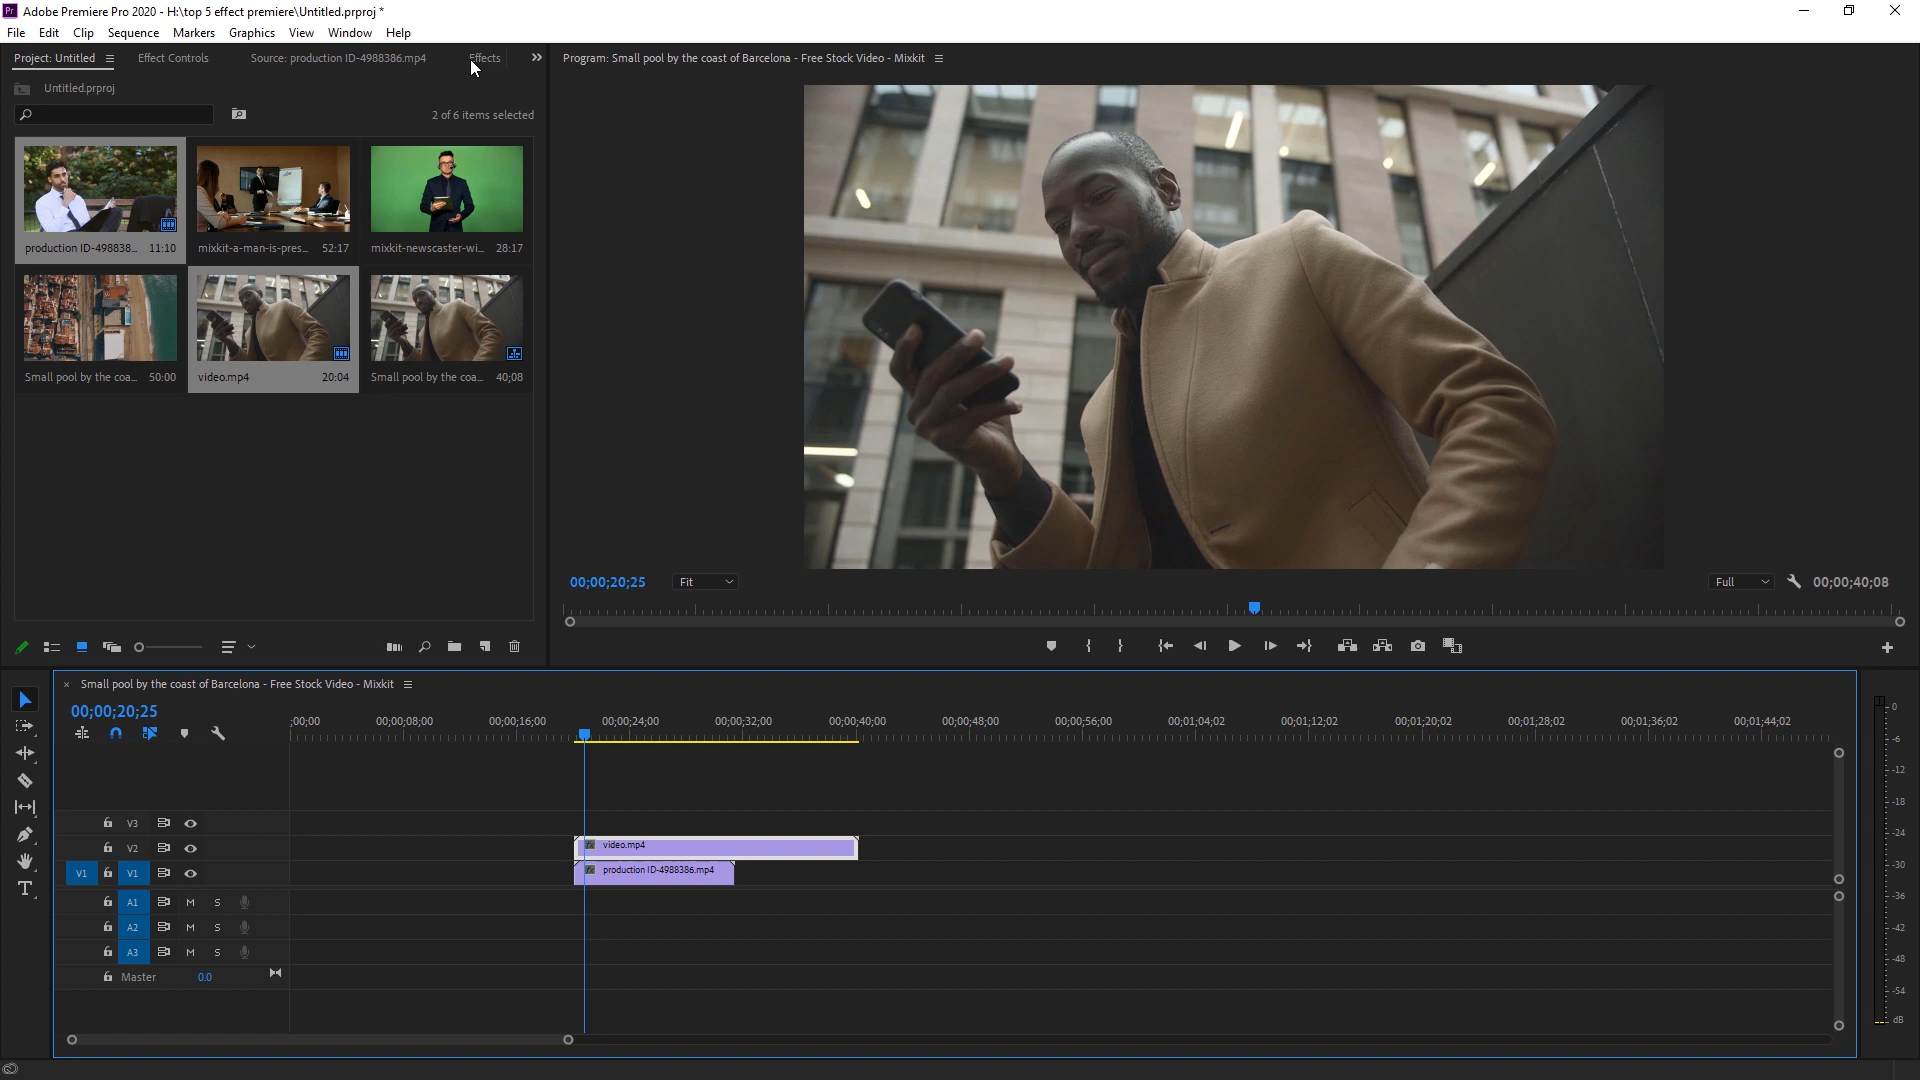 Pr Adobe Premiere Pro 2020 - H:\top 5 effect premiere\Untitled.prproj *
File Edit Clip Sequence Markers Graphics View Window Help
Project: Untitled Effect Controls Source: production ID-4988386.mp4 Effects
Program: Small pool by the coast of Barcelona - Free Stock Video - Mixkit
Untitled.prproj
2 of 6 items selected
production ID-498838... 11:10 mixkit-a-man-is-pres... 52:17 mixkit-newscaster-wi... 28:17
Small pool by the coa... 50:00 video.mp4 20:04 Small pool by the coa... 40;08
00;00;20;25 Fit Full 00;00;40;08
Small pool by the coast of Barcelona - Free Stock Video - Mixkit
00;00;20;25
;00;00 00;00;08;00 00;00;16;00 00;00;24;00 00;00;32;00 00;00;40;00 00;00;48;00 00;00;56;00 00;01;04;02 00;01;12;02 00;01;20;02 00;01;28;02 00;01;36;02 00;01;44;02
V3
V2 video.mp4
V1 V1 production ID-4988386.mp4
A1 M S
A2 M S
A3 M S
Master 0.0
0
-6
-12
-18
-24
-30
-36
-42
-48
-54
dB